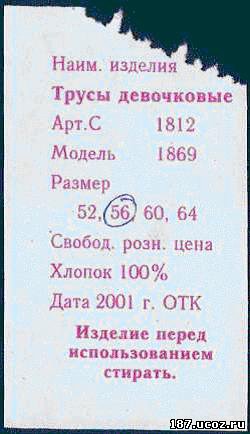 Наим. изделия
Трусы девочковые
Арт.С 1812
Модель 1869
Размер
52, 56, 60, 64
Свобод. розн. цена
Хлопок 100%
Дата 2001 г. ОТК
Изделие перед
использованием
стирать.
187.ucoz.ru